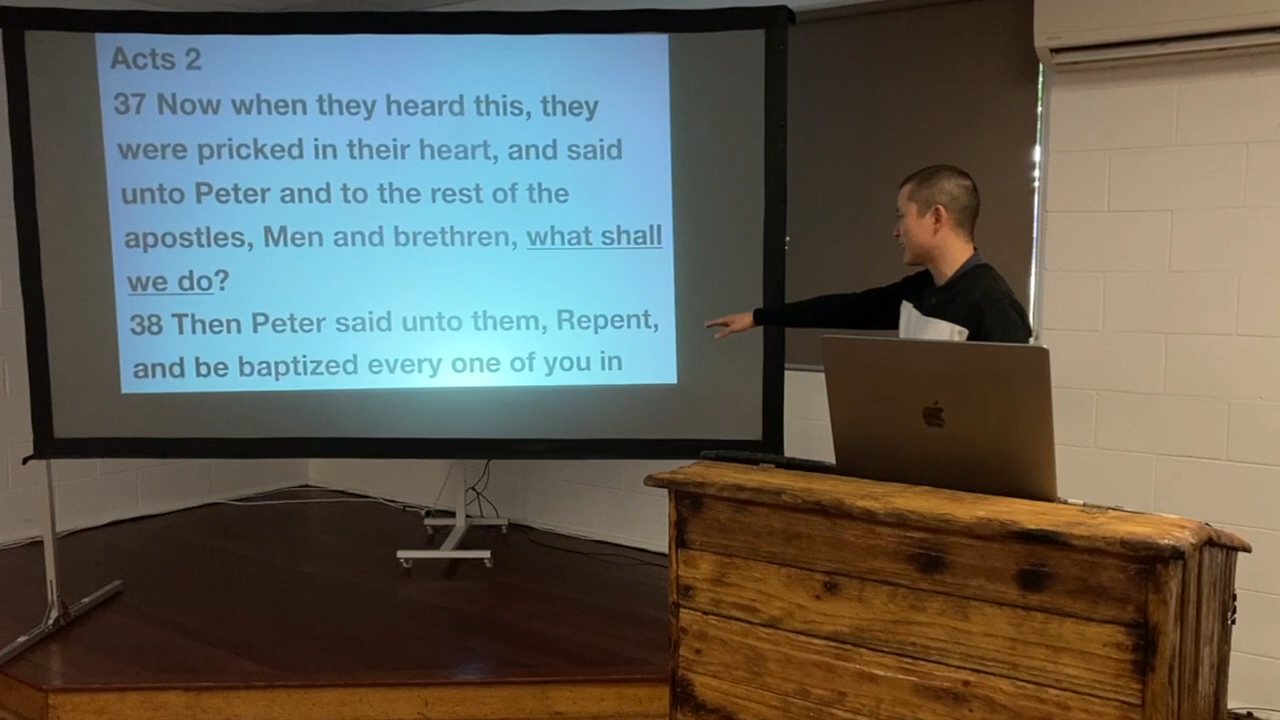 Acts 2
37 Now when they heard this, they
were pricked in their heart, and said
unto Peter and to the rest of the
apostles, Men and brethren, what shall
we do?
38 Then Peter said unto them, Repent,
and be baptized every one of you in